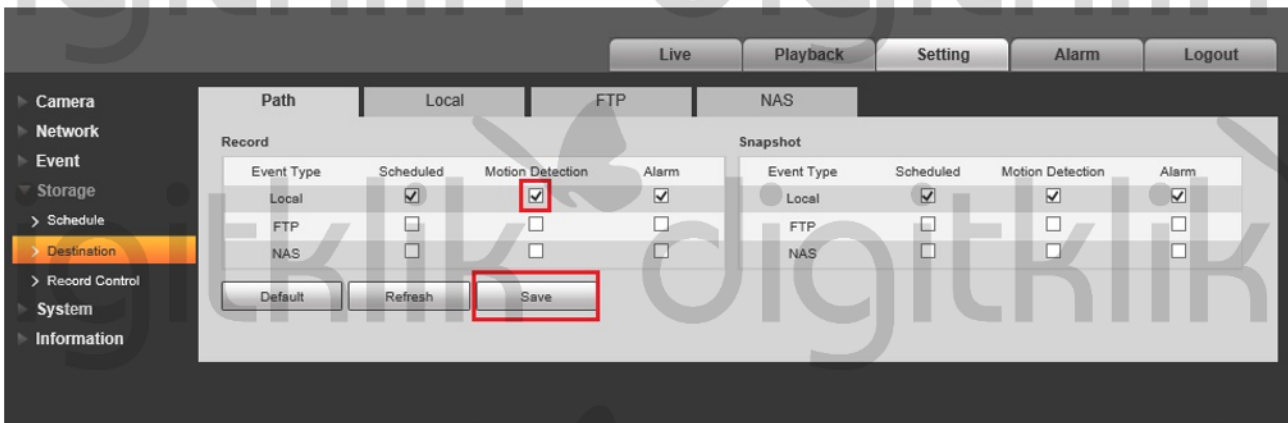 Live Playback Setting Alarm Logout
Camera
Network
Event
Storage
Schedule
Destination
Record Control
System
Information
Path Local FTP NAS
Record
Event Type Scheduled Motion Detection Alarm
Local
FTP
NAS
Default Refresh Save
Snapshot
Event Type Scheduled Motion Detection Alarm
Local
FTP
NAS
digitklik digitklik